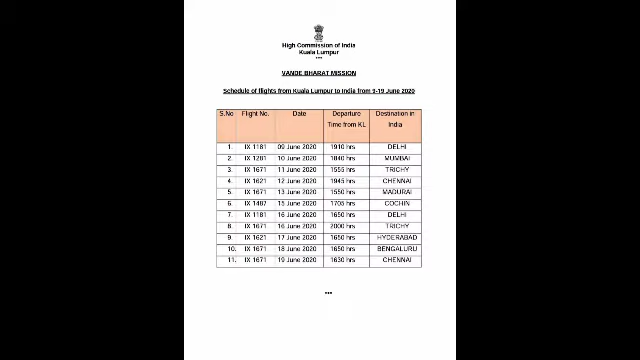 High Commission of India
Kuala Lumpur
***
VANDE BHARAT MISSION
Schedule of flights from Kuala Lumpur to India from 9-19 June 2020
S.No Flight No. Date Departure Time from KL Destination in India
1. IX 1181 09 June 2020 1910 hrs DELHI
2. IX 1281 10 June 2020 1840 hrs MUMBAI
3. IX 1671 11 June 2020 1555 hrs TRICHY
4. IX 1621 12 June 2020 1945 hrs CHENNAI
5. IX 1671 13 June 2020 1550 hrs MADURAI
6. IX 1487 15 June 2020 1705 hrs COCHIN
7. IX 1181 16 June 2020 1650 hrs DELHI
8. IX 1671 16 June 2020 2000 hrs TRICHY
9. IX 1621 17 June 2020 1650 hrs HYDERABAD
10. IX 1671 18 June 2020 1650 hrs BENGALURU
11. IX 1671 19 June 2020 1630 hrs CHENNAI
***